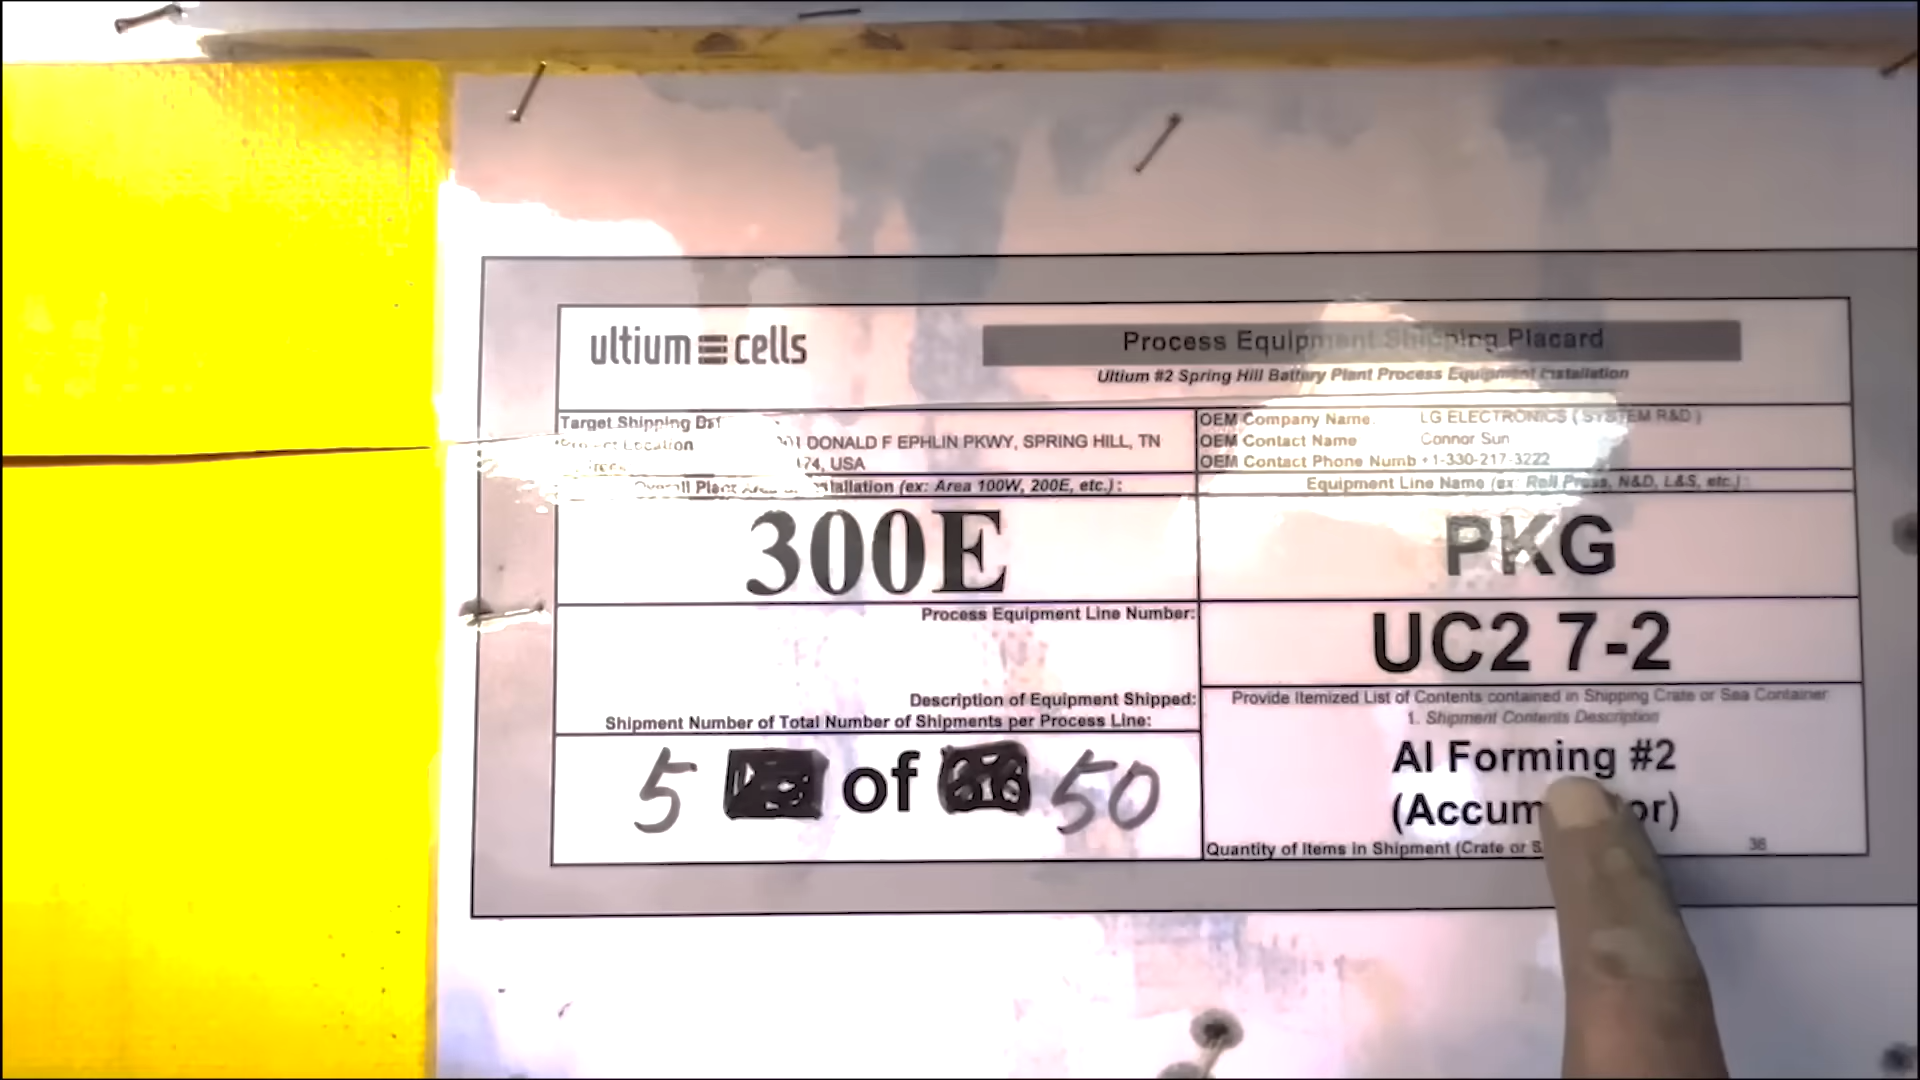 ultium cells
Process Equipment Shipping Placard
Ultium #2 Spring Hill Battery Plant Process Equipment Installation
Target Shipping
Location
DONALD F EPHLIN PKWY, SPRING HILL, TN
USA
OEM Company Name LG ELECTRONICS ( SYSTEM R&D )
OEM Contact Name Connor Sun
OEM Contact Phone Numb +1-330-217-3222
Overall Plant (ex: Area 100W, 200E, etc.):
Equipment Line Name (ex: Roll Press, N&D, L&S, etc.):
300E
PKG
Process Equipment Line Number:
UC2 7-2
Description of Equipment Shipped:
Provide Itemized List of Contents contained in Shipping Crate or Sea Container
1. Shipment Contents Description
Shipment Number of Total Number of Shipments per Process Line:
5 of 50
Al Forming #2
Quantity of Items in Shipment (Crate or
36